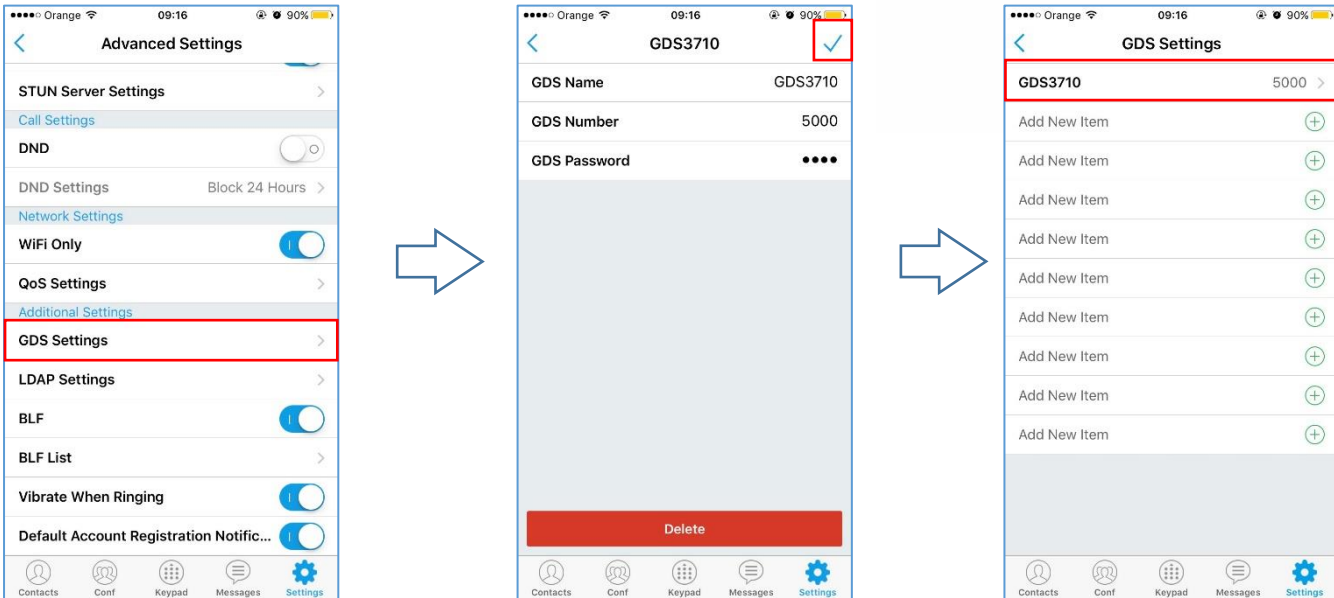 Orange 09:16 90%
Advanced Settings
STUN Server Settings
Call Settings
DND
DND Settings Block 24 Hours
Network Settings
WiFi Only
QoS Settings
Additional Settings
GDS Settings
LDAP Settings
BLF
BLF List
Vibrate When Ringing
Default Account Registration Notific...
Contacts Conf Keypad Messages Settings
Orange 09:16 90%
GDS3710
GDS Name GDS3710
GDS Number 5000
GDS Password ••••
Delete
Contacts Conf Keypad Messages Settings
Orange 09:16 90%
GDS Settings
GDS3710 5000
Add New Item
Add New Item
Add New Item
Add New Item
Add New Item
Add New Item
Add New Item
Add New Item
Add New Item
Contacts Conf Keypad Messages Settings